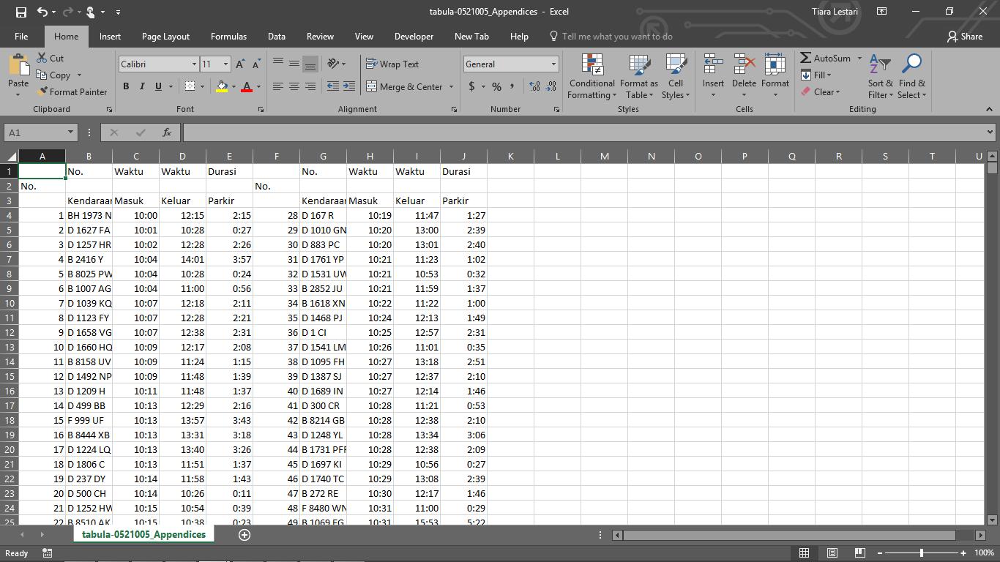 tabula-0521005_Appendices - Excel
Tiara Lestari
File Home Insert Page Layout Formulas Data Review View Developer New Tab Help Tell me what you want to do Share
Cut
Copy
Format Painter
Paste
Clipboard
Calibri 11
B I U
Font
Wrap Text
Merge & Center
Alignment
General
$ % ,
Number
Conditional Formatting
Format as Table
Cell Styles
Styles
Insert Delete Format
Cells
AutoSum
Fill
Clear
Sort & Filter
Find & Select
Editing
A1 fx
A B C D E F G H I J K L M N O P Q R S T U
1 No. Waktu Waktu Durasi No. Waktu Waktu Durasi
2 No. No.
3 Kendaraan Masuk Keluar Parkir Kendaraan Masuk Keluar Parkir
4 1 BH 1973 N 10:00 12:15 2:15 28 D 167 R 10:19 11:47 1:27
5 2 D 1627 FA 10:01 10:28 0:27 29 D 1010 GN 10:20 13:00 2:39
6 3 D 1257 HR 10:02 12:28 2:26 30 D 883 PC 10:20 13:01 2:40
7 4 B 2416 Y 10:04 14:01 3:57 31 D 1761 YP 10:21 11:23 1:02
8 5 B 8025 PW 10:04 10:28 0:24 32 D 1531 UW 10:21 10:53 0:32
9 6 B 1007 AG 10:04 11:00 0:56 33 B 2852 JU 10:21 11:59 1:37
10 7 D 1039 KQ 10:07 12:18 2:11 34 B 1618 XN 10:22 11:22 1:00
11 8 D 1123 FY 10:07 12:28 2:21 35 D 1468 PJ 10:24 12:13 1:49
12 9 D 1658 VG 10:07 12:38 2:31 36 D 1 CI 10:25 12:57 2:31
13 10 D 1660 HQ 10:09 12:17 2:08 37 D 1541 LM 10:26 11:01 0:35
14 11 B 8158 UV 10:09 11:24 1:15 38 D 1095 FH 10:27 13:18 2:51
15 12 D 1492 NP 10:09 11:48 1:39 39 D 1387 SJ 10:27 12:37 2:10
16 13 D 1209 H 10:11 11:48 1:37 40 D 1689 IN 10:27 12:14 1:46
17 14 D 499 BB 10:13 12:29 2:16 41 D 300 CR 10:28 11:21 0:53
18 15 F 999 UF 10:13 13:57 3:43 42 B 8214 GB 10:28 12:38 2:10
19 16 B 8444 XB 10:13 13:31 3:18 43 D 1248 YL 10:28 13:34 3:06
20 17 D 1224 LQ 10:13 13:40 3:26 44 B 1731 PFF 10:28 12:38 2:09
21 18 D 1806 C 10:13 11:51 1:37 45 D 1697 KI 10:29 10:56 0:27
22 19 D 237 DY 10:14 11:58 1:43 46 D 1740 TC 10:29 13:08 2:39
23 20 D 500 CH 10:14 10:26 0:11 47 B 272 RE 10:30 12:17 1:46
24 21 D 1252 HW 10:15 10:54 0:39 48 F 8480 WN 10:31 11:00 0:29
25 22 B 8510 AK 10:15 10:38 0:23 49 B 1069 FG 10:31 15:53 5:22
tabula-0521005_Appendices
Ready 100%